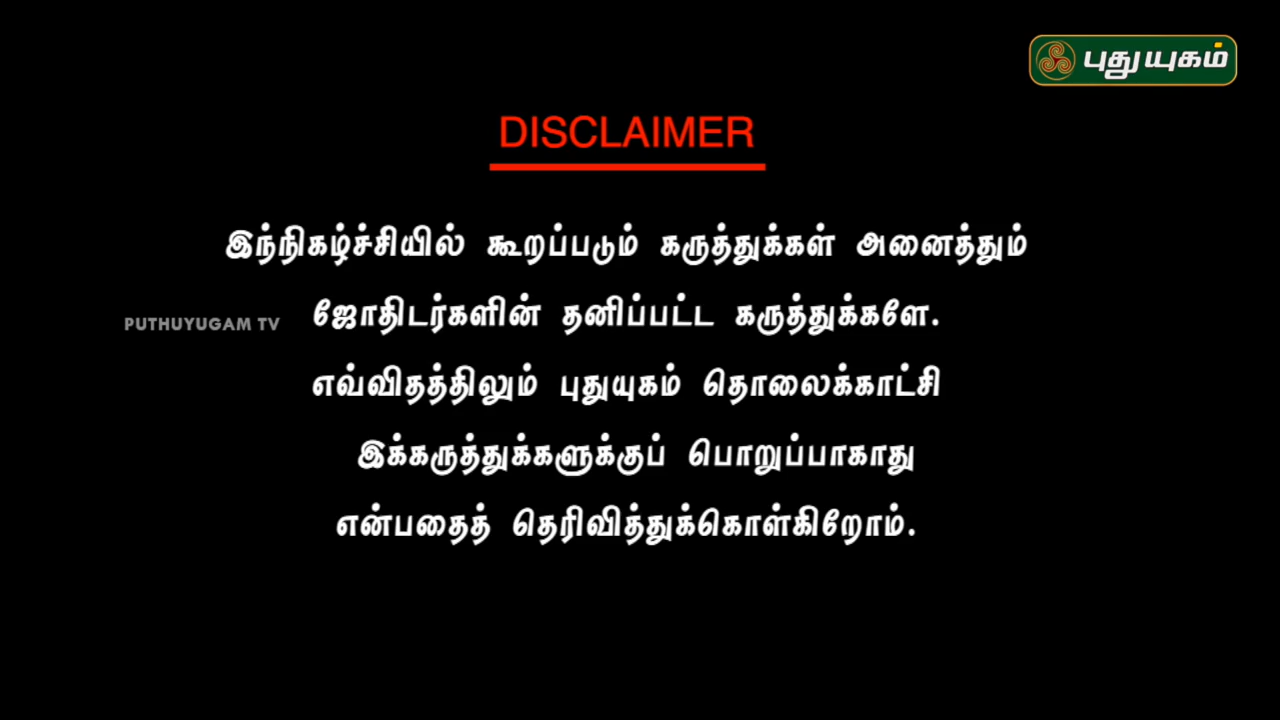 புதுயுகம்
DISCLAIMER
இந்நிகழ்ச்சியில் கூறப்படும் கருத்துக்கள் அனைத்தும்
PUTHUYUGAM TV
ஜோதிடர்களின் தனிப்பட்ட கருத்துக்களே.
எவ்விதத்திலும் புதுயுகம் தொலைக்காட்சி
இக்கருத்துக்களுக்குப் பொறுப்பாகாது
என்பதைத் தெரிவித்துக்கொள்கிறோம்.